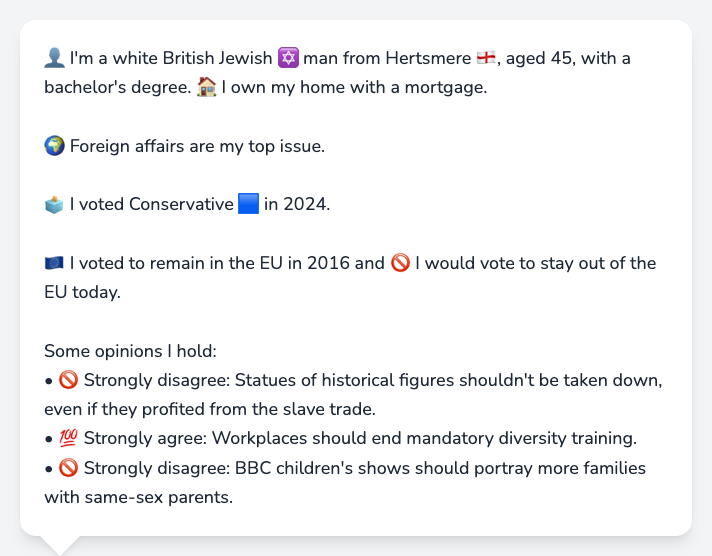 👤 I'm a white British Jewish ✡️ man from Hertsmere 🏴󠁧󠁢󠁥󠁮󠁧󠁿, aged 45, with a
bachelor's degree. 🏠 I own my home with a mortgage.
🌍 Foreign affairs are my top issue.
🗳️ I voted Conservative 🟦 in 2024.
🇪🇺 I voted to remain in the EU in 2016 and 🚫 I would vote to stay out of the
EU today.
Some opinions I hold:
• 🚫 Strongly disagree: Statues of historical figures shouldn't be taken down,
even if they profited from the slave trade.
• 💯 Strongly agree: Workplaces should end mandatory diversity training.
• 🚫 Strongly disagree: BBC children's shows should portray more families
with same-sex parents.